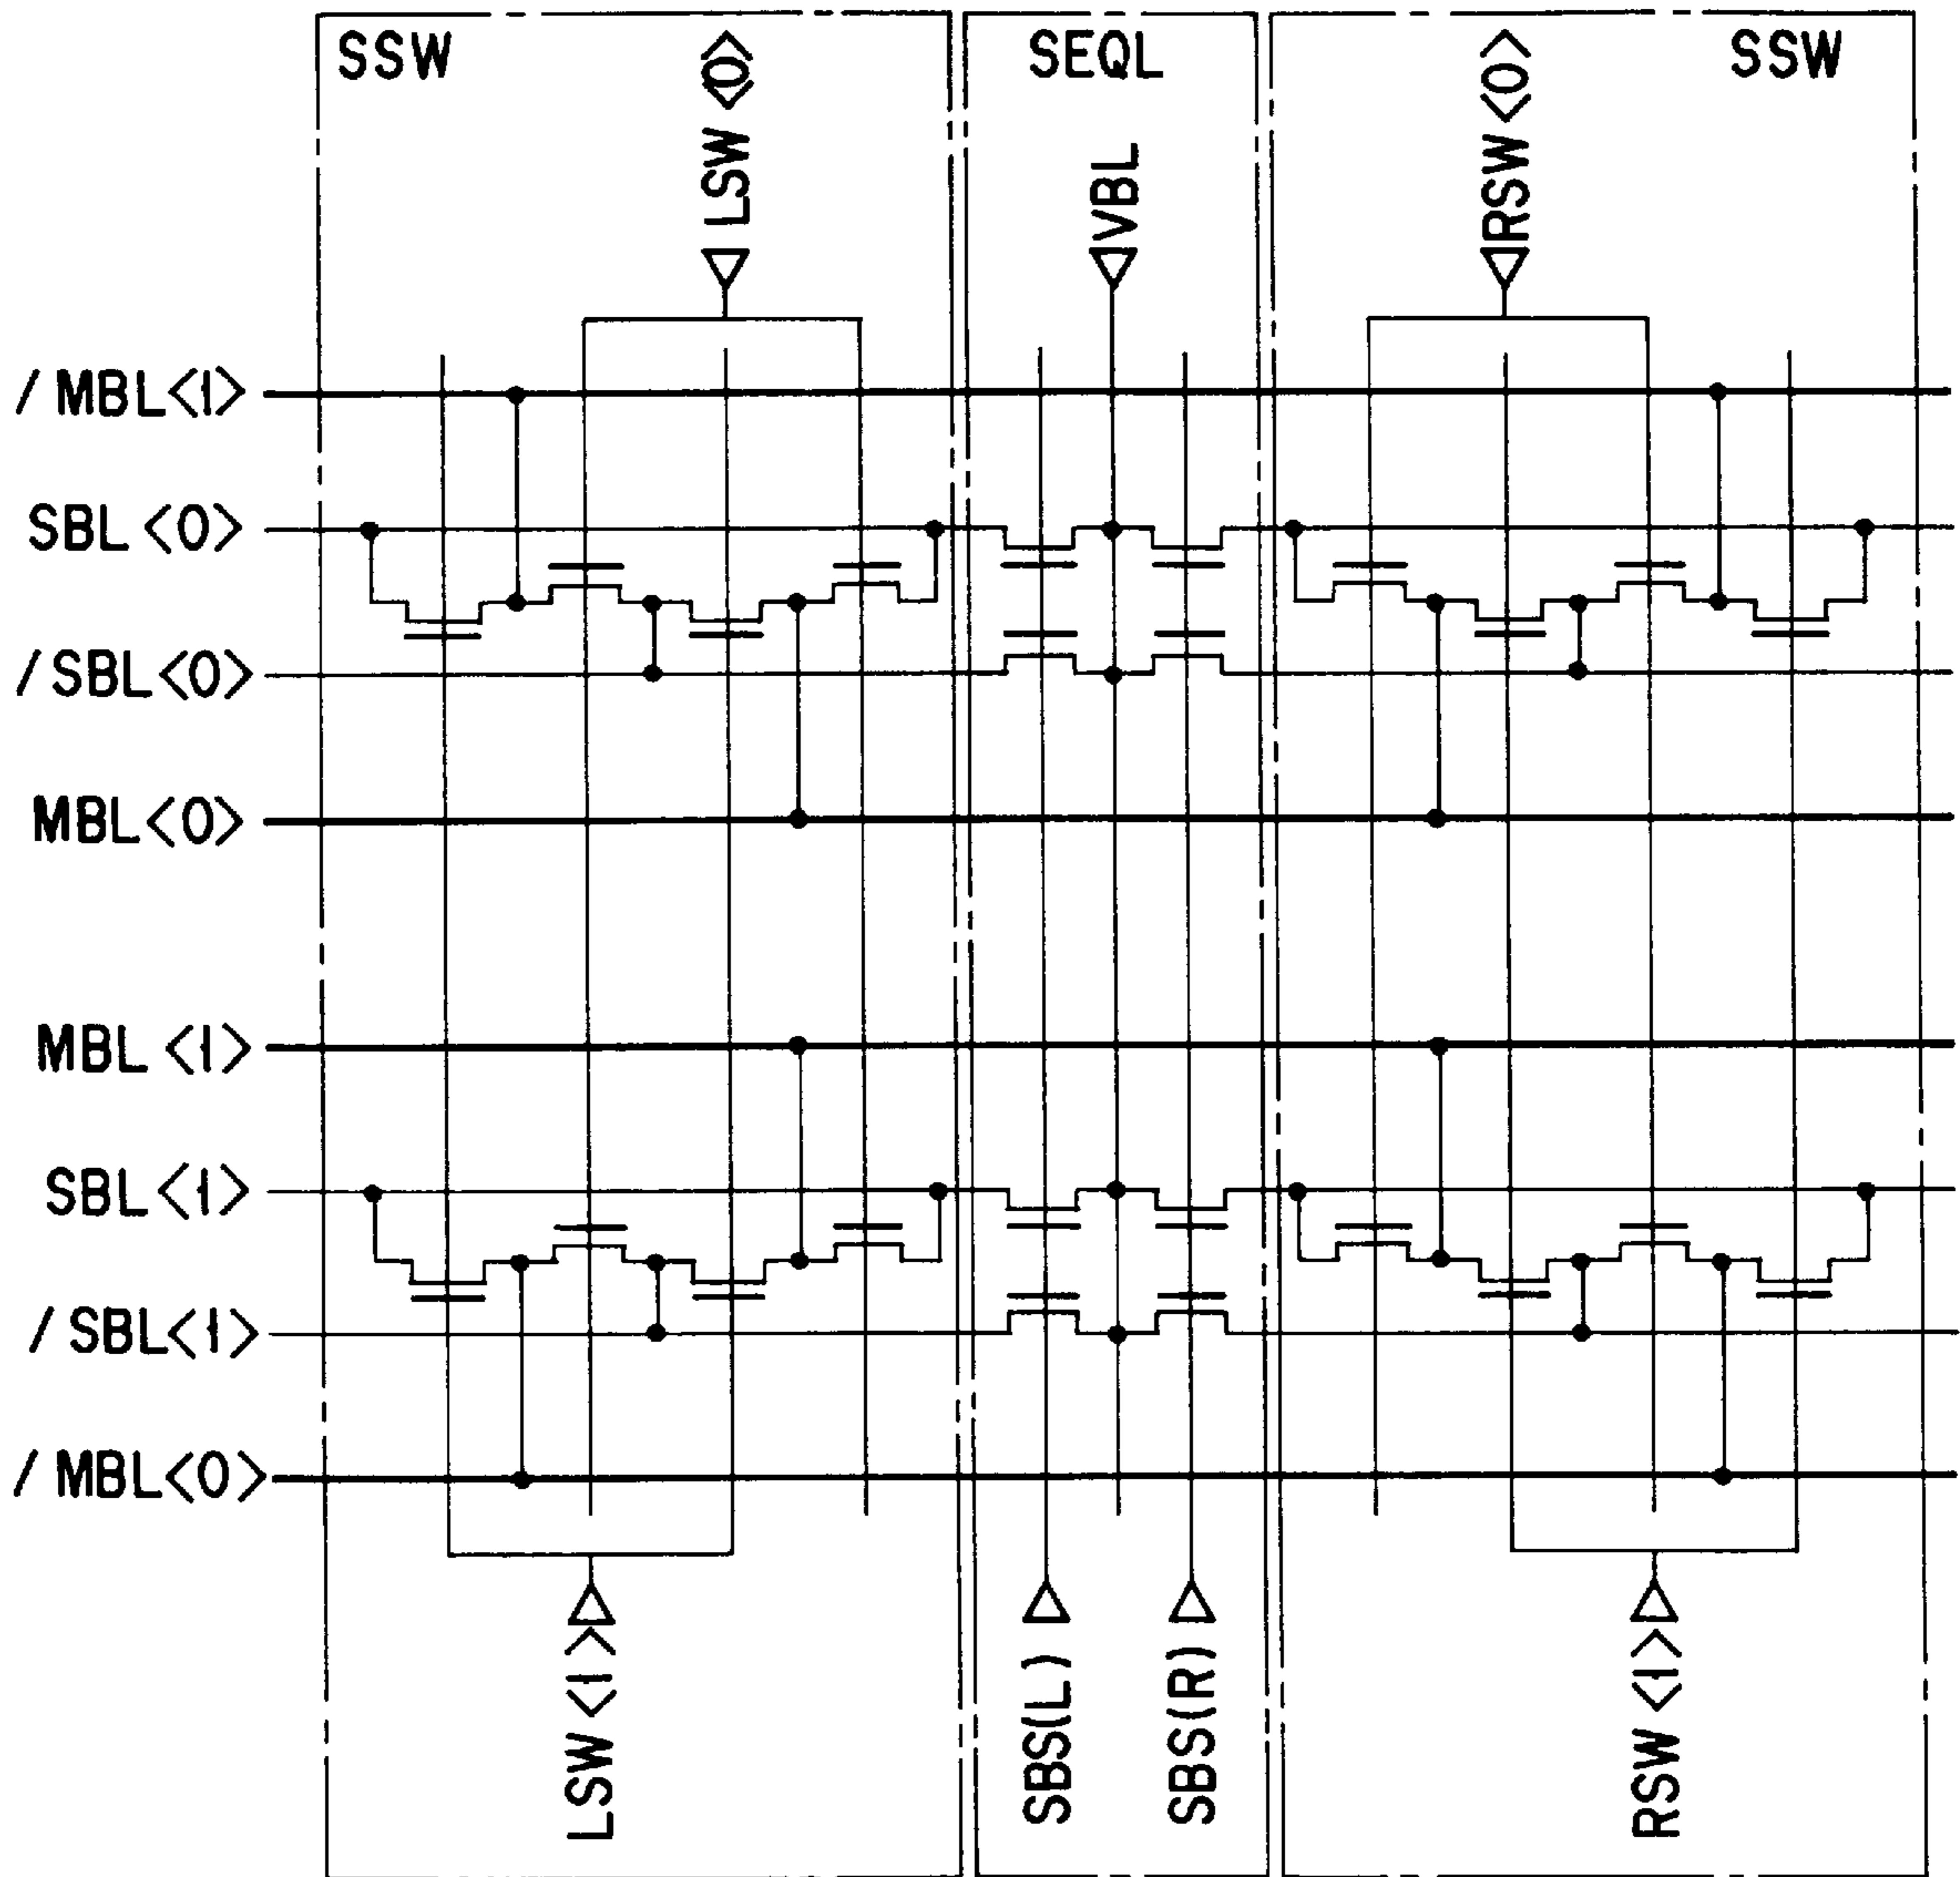 SSW
LSW<0>
SEQL
VBL
RSW<0>
SSW
/MBL<1>
SBL<0>
/SBL<0>
MBL<0>
MBL<1>
SBL<1>
/SBL<1>
/MBL<0>
LSW<1>
SBS(L)
SBS(R)
RSW<1>